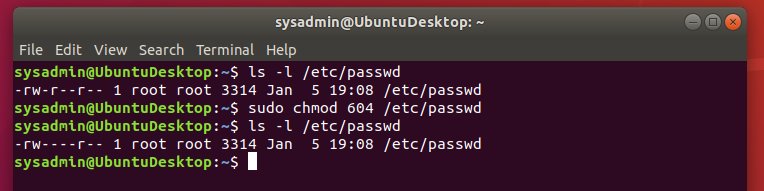 sysadmin@UbuntuDesktop: ~
File Edit View Search Terminal Help
sysadmin@UbuntuDesktop:~$ ls -l /etc/passwd
-rw-r--r-- 1 root root 3314 Jan  5 19:08 /etc/passwd
sysadmin@UbuntuDesktop:~$ sudo chmod 604 /etc/passwd
sysadmin@UbuntuDesktop:~$ ls -l /etc/passwd
-rw----r-- 1 root root 3314 Jan  5 19:08 /etc/passwd
sysadmin@UbuntuDesktop:~$